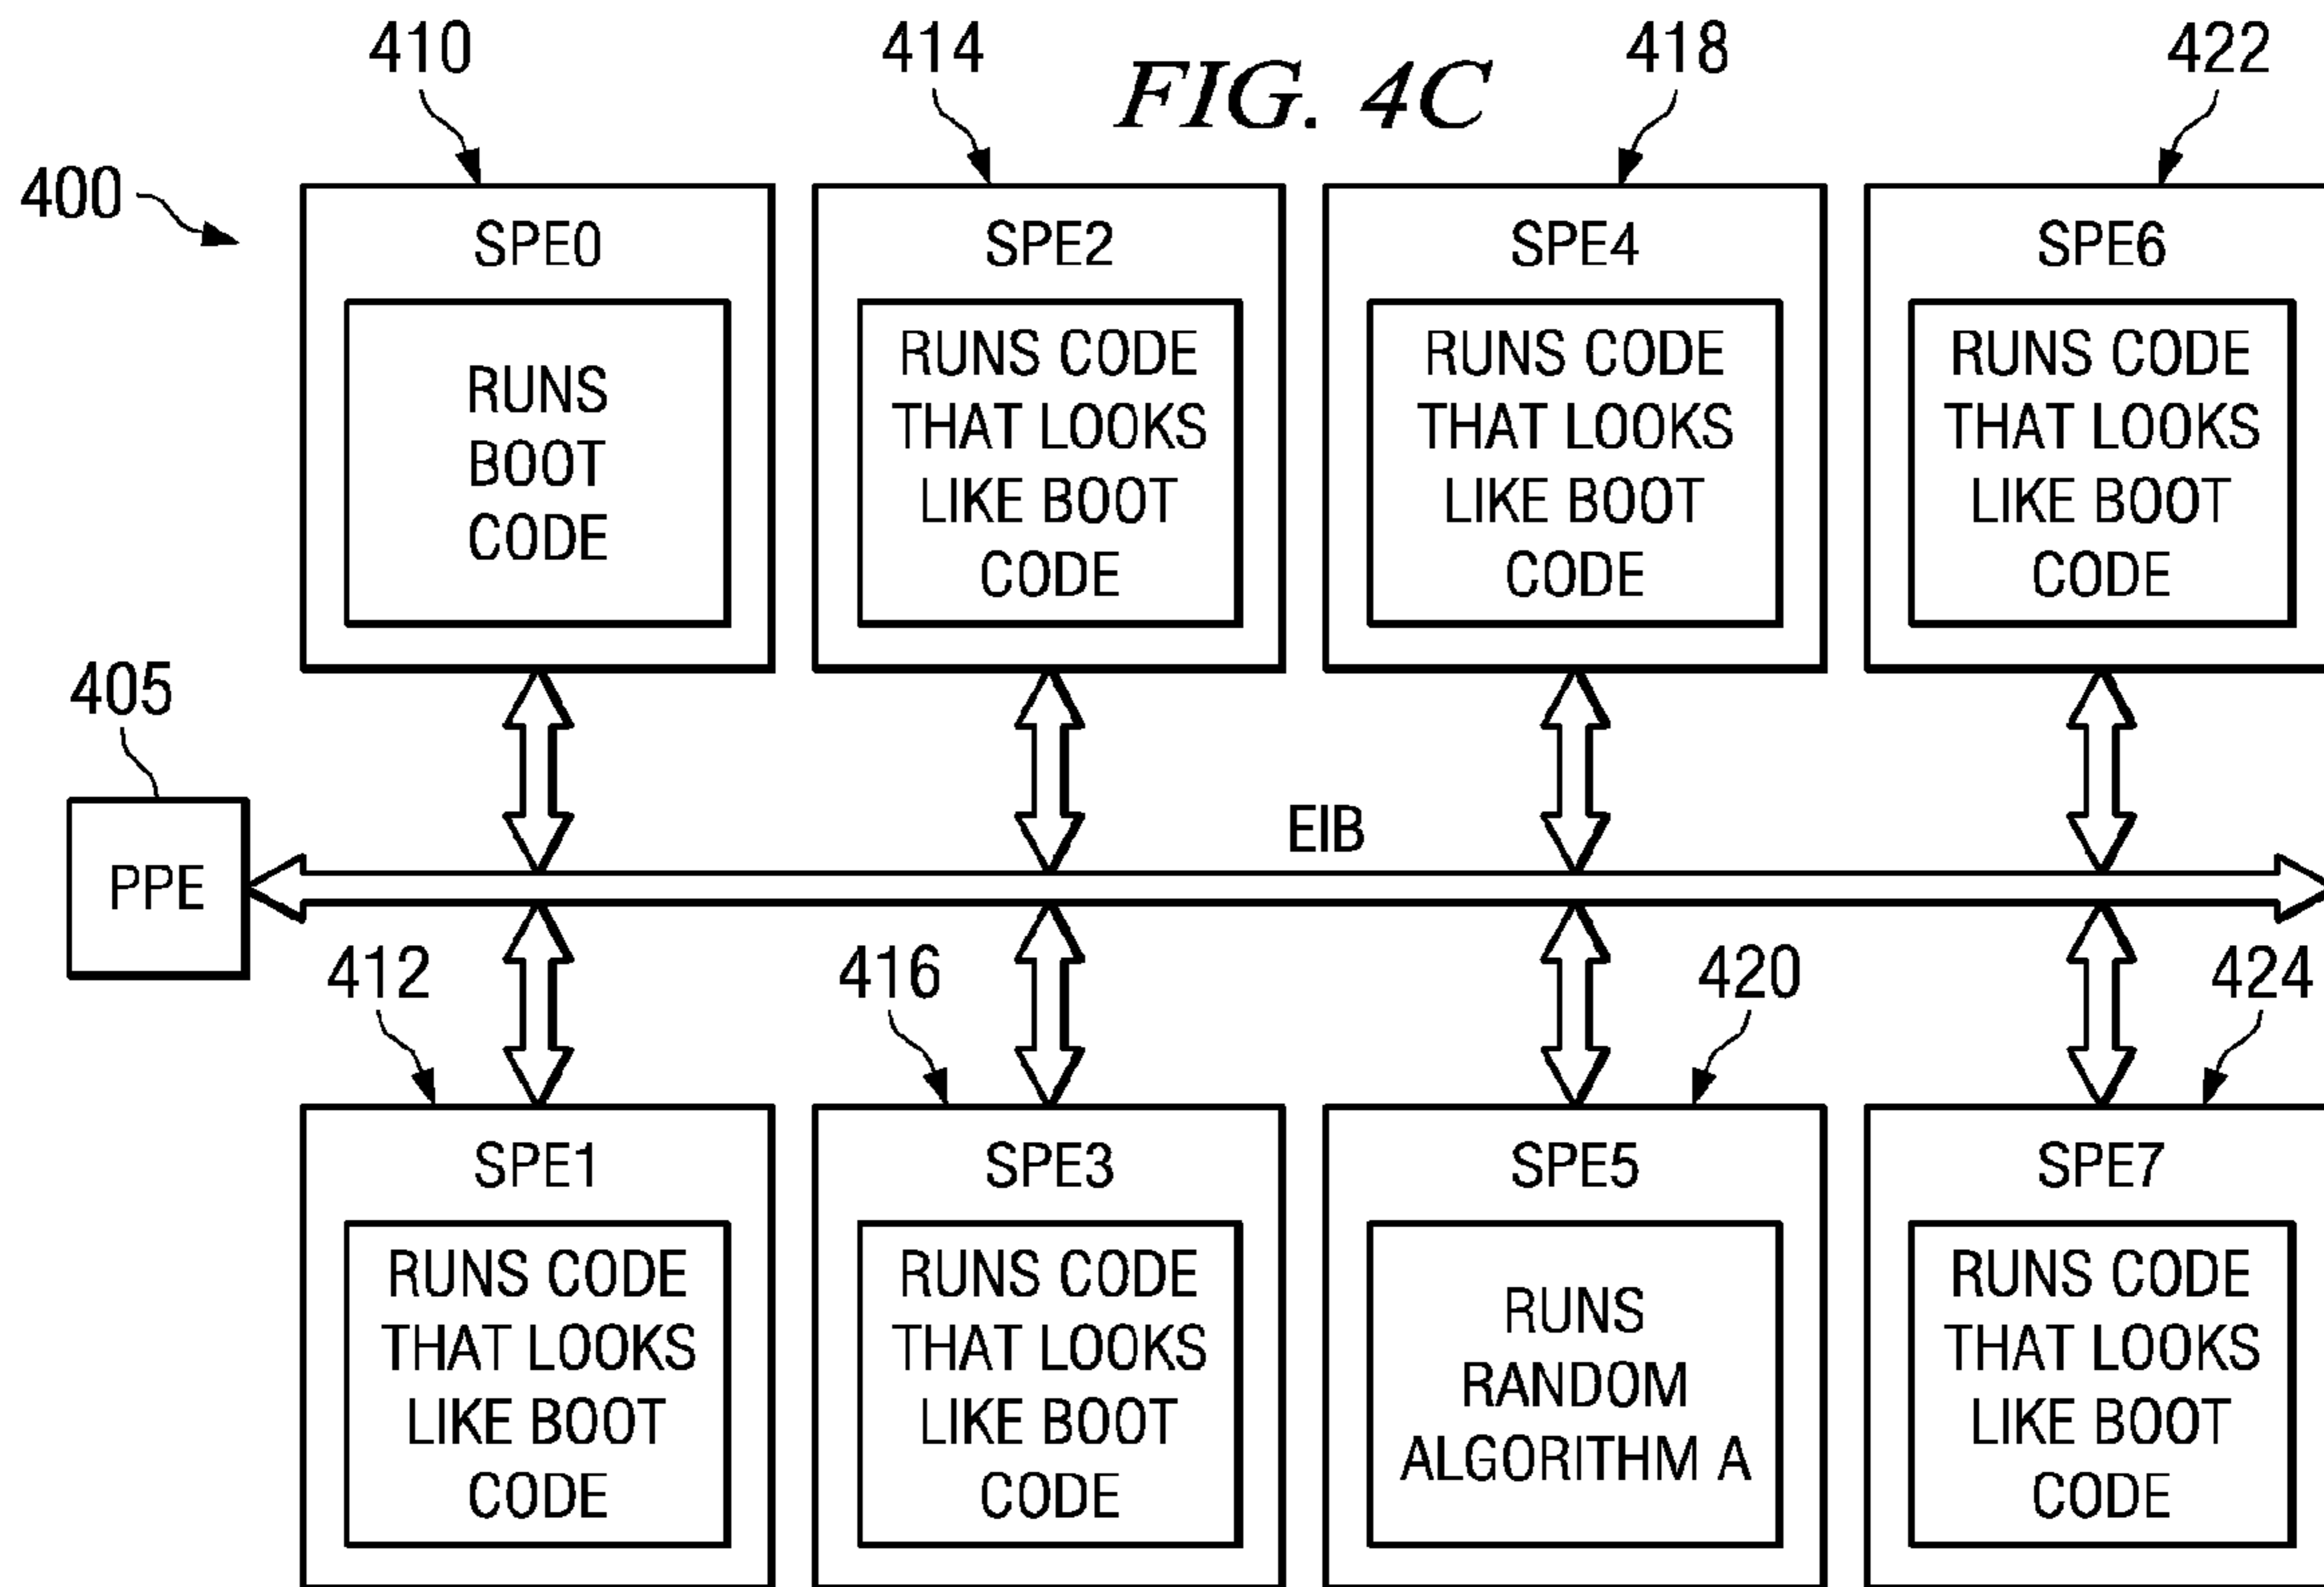 410
414
FIG. 4C
418
422
400
SPE0
RUNS
BOOT
CODE
SPE2
RUNS CODE
THAT LOOKS
LIKE BOOT
CODE
SPE4
RUNS CODE
THAT LOOKS
LIKE BOOT
CODE
SPE6
RUNS CODE
THAT LOOKS
LIKE BOOT
CODE
405
PPE
EIB
412
416
420
424
SPE1
RUNS CODE
THAT LOOKS
LIKE BOOT
CODE
SPE3
RUNS CODE
THAT LOOKS
LIKE BOOT
CODE
SPE5
RUNS
RANDOM
ALGORITHM A
SPE7
RUNS CODE
THAT LOOKS
LIKE BOOT
CODE